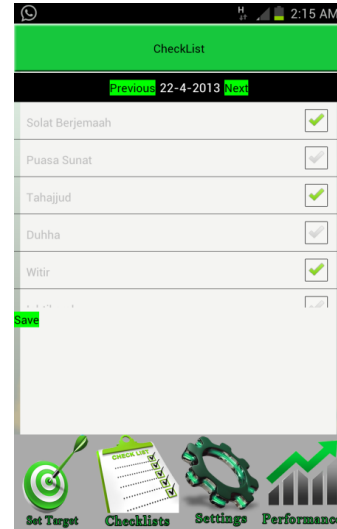 H 2:15 AM
CheckList
Previous 22-4-2013 Next
Solat Berjemaah
Puasa Sunat
Tahajjud
Duhha
Witir
Save
CHECK LIST
Set Target Checklists Settings Performance